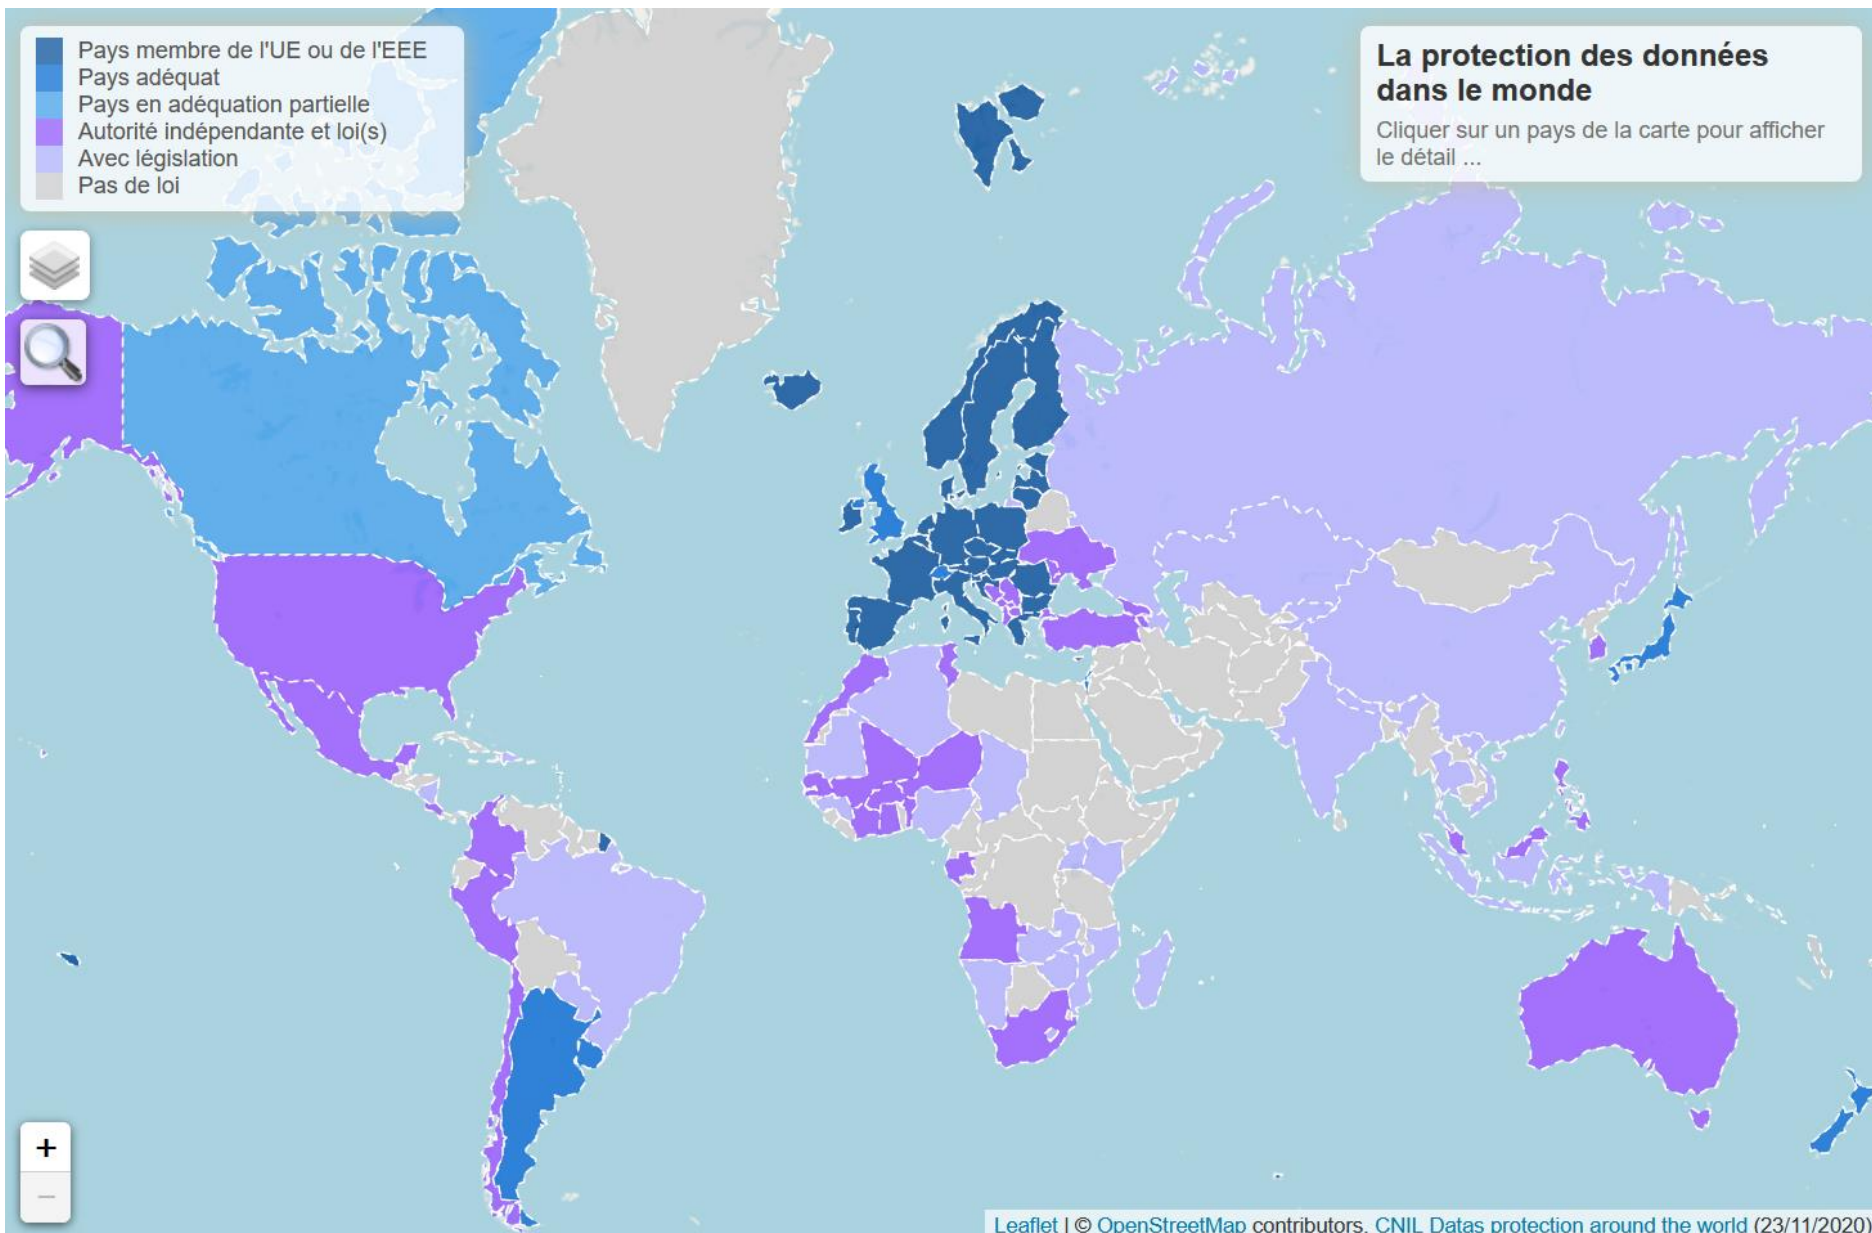 Pays membre de l'UE ou de l'EEE
Pays adéquat
Pays en adéquation partielle
Autorité indépendante et loi(s)
Avec législation
Pas de loi
La protection des données
dans le monde
Cliquer sur un pays de la carte pour afficher
le détail ...
+
−
Leaflet | © OpenStreetMap contributors, CNIL Datas protection around the world (23/11/2020)